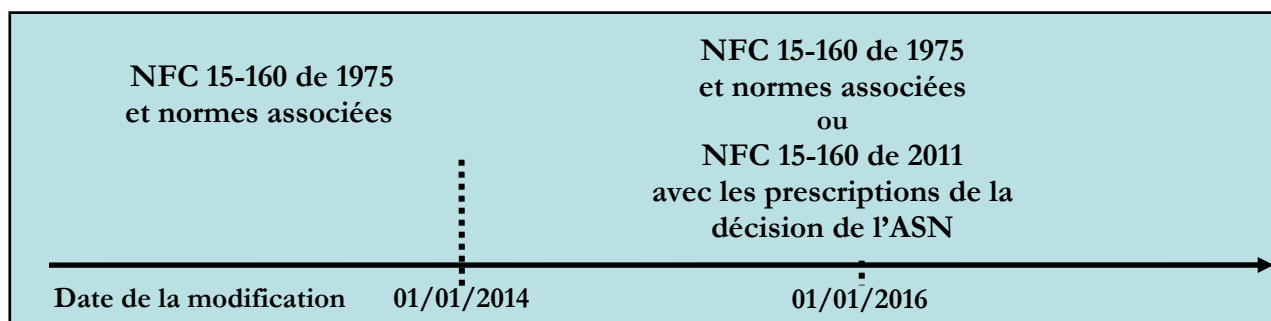 NFC 15-160 de 1975
et normes associées
NFC 15-160 de 1975
et normes associées
ou
NFC 15-160 de 2011
avec les prescriptions de la
décision de l’ASN
Date de la modification
01/01/2014
01/01/2016